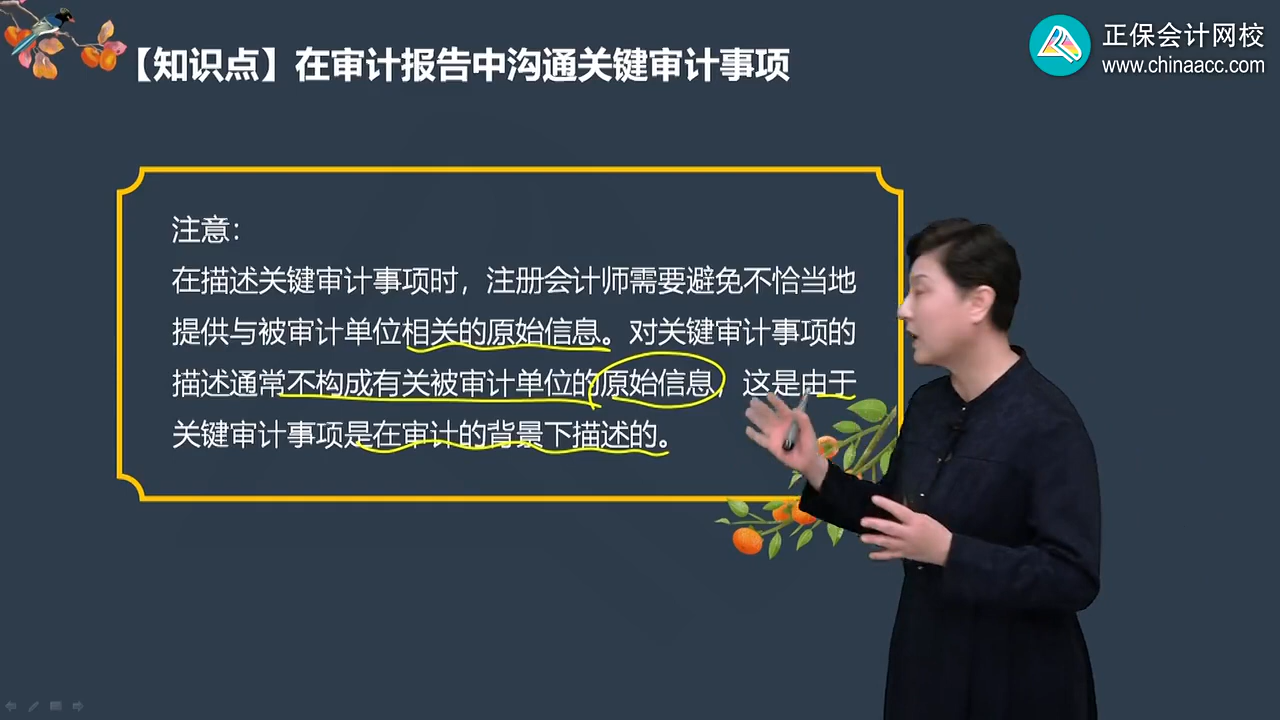 【知识点】在审计报告中沟通关键审计事项
正保会计网校
www.chinaacc.com
注意：
在描述关键审计事项时，注册会计师需要避免不恰当地
提供与被审计单位相关的原始信息。对关键审计事项的
描述通常不构成有关被审计单位的原始信息，这是由于
关键审计事项是在审计的背景下描述的。